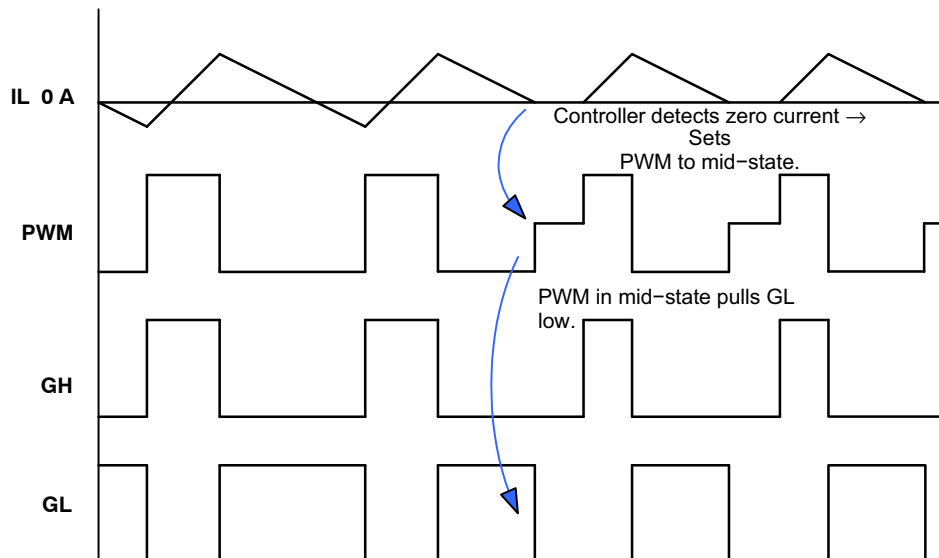 IL 0 A
Controller detects zero current →
Sets
PWM to mid−state.
PWM
PWM in mid−state pulls GL
low.
GH
GL